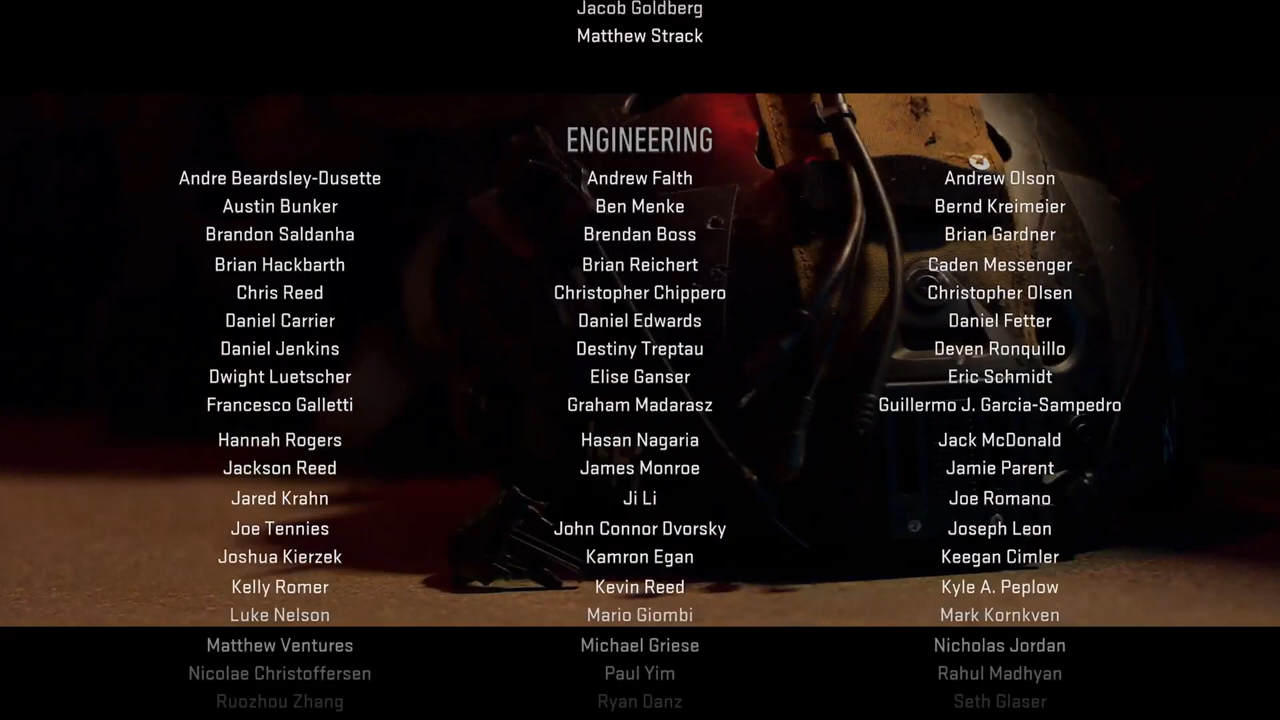 Jacob Goldberg
Matthew Strack
ENGINEERING
Andre Beardsley-Dusette Andrew Falth Andrew Olson
Austin Bunker Ben Menke Bernd Kreimeier
Brandon Saldanha Brendan Boss Brian Gardner
Brian Hackbarth Brian Reichert Caden Messenger
Chris Reed Christopher Chippero Christopher Olsen
Daniel Carrier Daniel Edwards Daniel Fetter
Daniel Jenkins Destiny Treptau Deven Ronquillo
Dwight Luetscher Elise Ganser Eric Schmidt
Francesco Galletti Graham Madarasz Guillermo J. Garcia-Sampedro
Hannah Rogers Hasan Nagaria Jack McDonald
Jackson Reed James Monroe Jamie Parent
Jared Krahn Ji Li Joe Romano
Joe Tennies John Connor Dvorsky Joseph Leon
Joshua Kierzek Kamron Egan Keegan Cimler
Kelly Romer Kevin Reed Kyle A. Peplow
Luke Nelson Mario Giombi Mark Kornkven
Matthew Ventures Michael Griese Nicholas Jordan
Nicolae Christoffersen Paul Yim Rahul Madhyan
Ruozhou Zhang Ryan Danz Seth Glaser